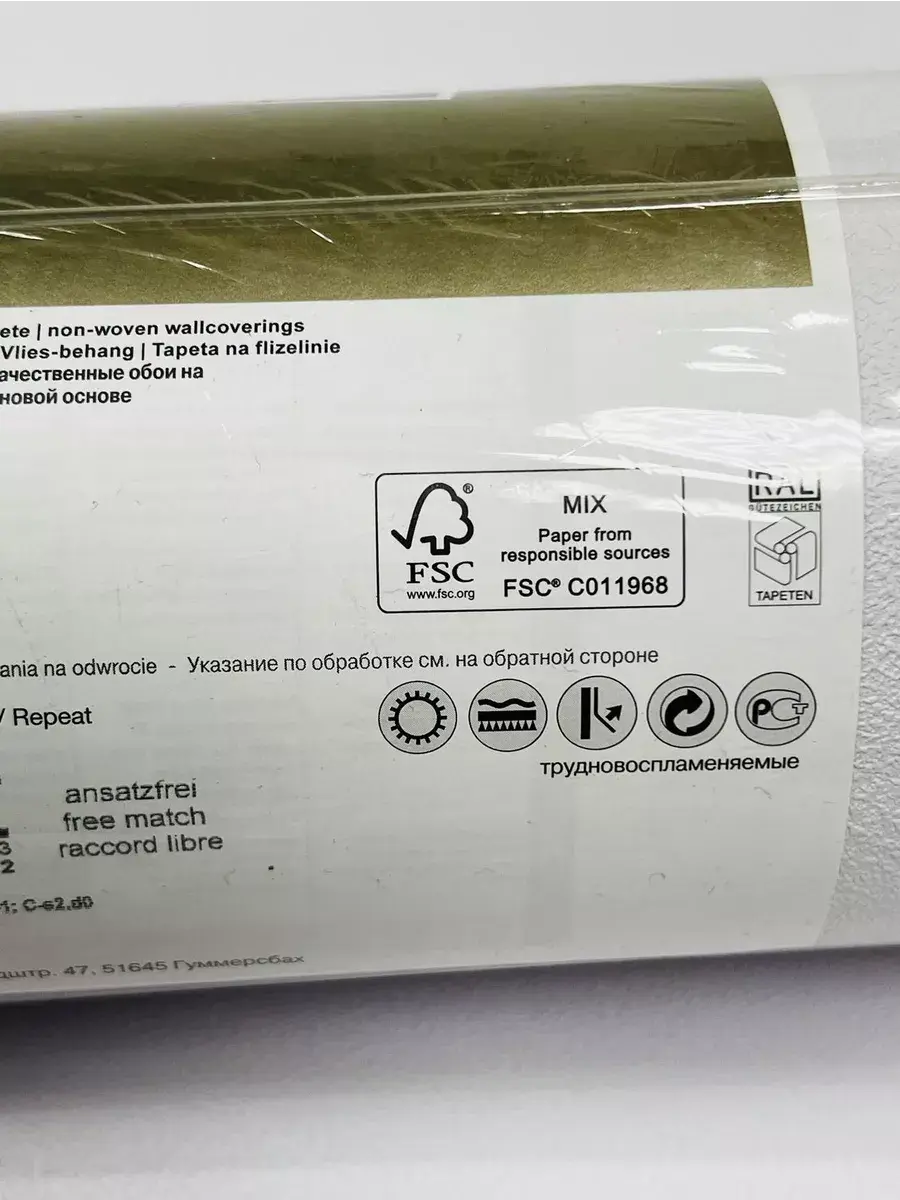 ete | non-woven wallcoverings
Vlies-behang | Tapeta na flizelinie
ачественные обои на
новой основе
FSC
www.fsc.org
MIX
Paper from
responsible sources
FSC® C011968
RAL
GÜTEZEICHEN
TAPETEN
ania na odwrocie - Указание по обработке см. на обратной стороне
/ Repeat
трудновоспламеняемые
ansatzfrei
free match
raccord libre
3
2
1; C-s2,d0
дштр. 47, 51645 Гуммерсбах